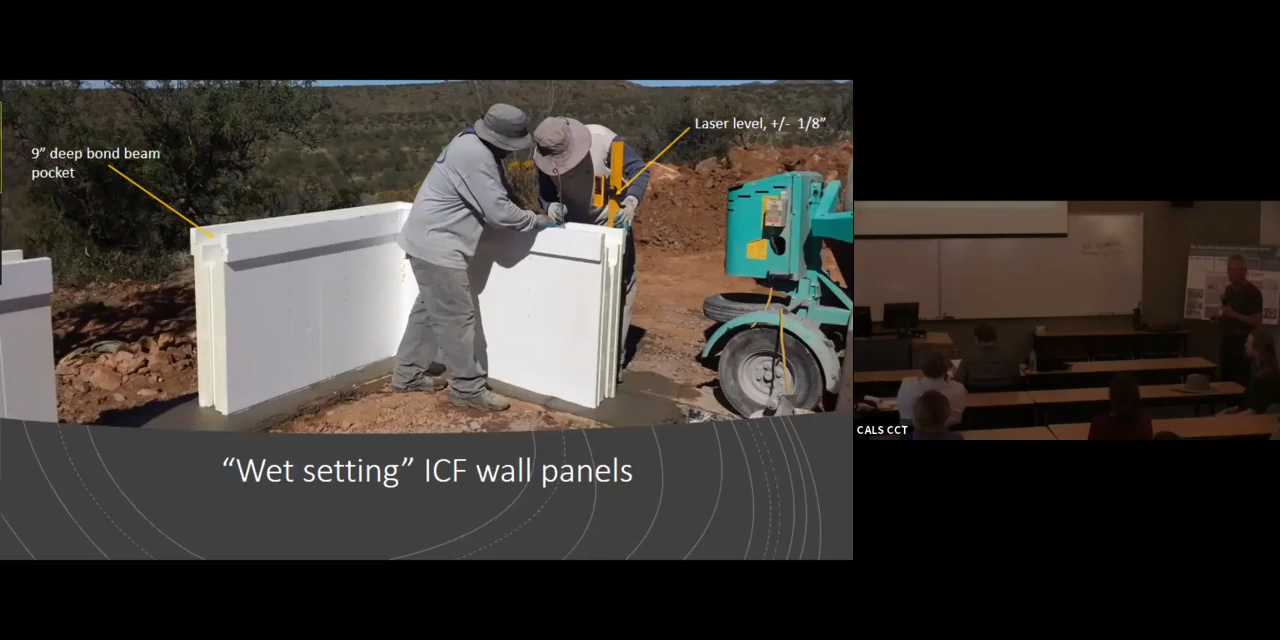 9” deep bond beam
pocket
Laser level, +/- 1/8”
“Wet setting” ICF wall panels
CALS CCT